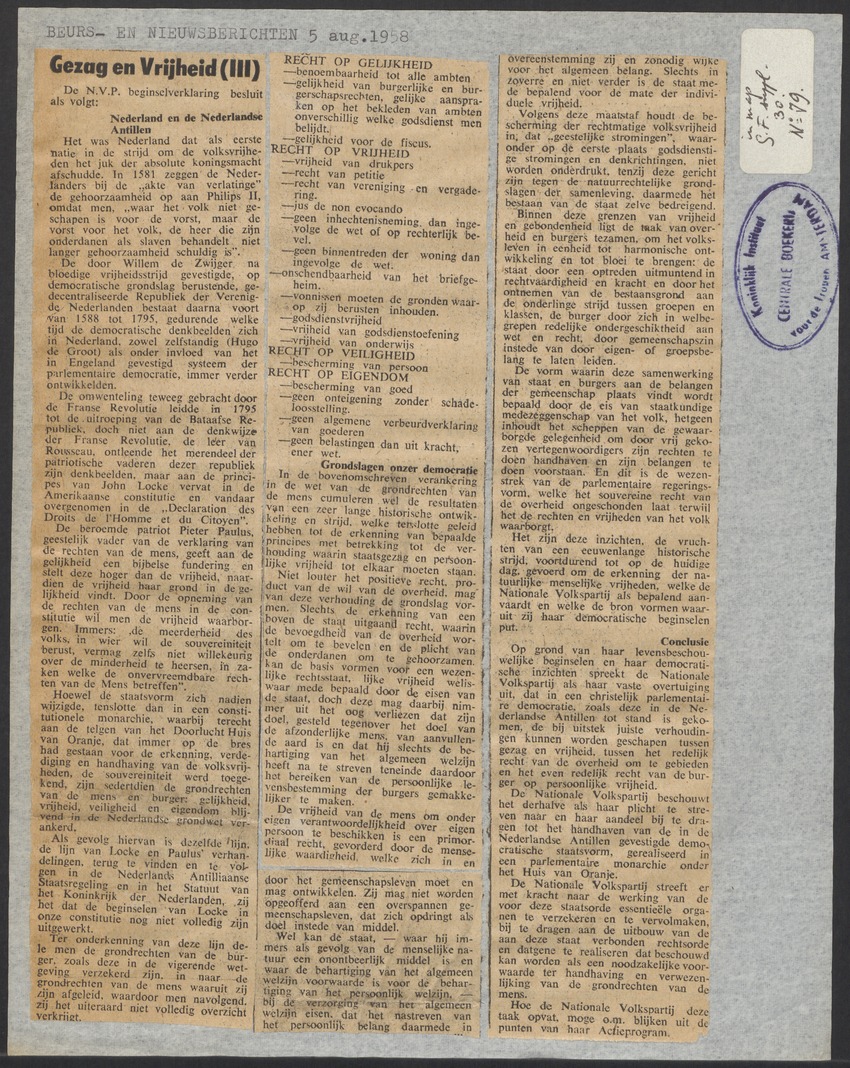 BEURS- EN NIEUWSBERICHTEN 5 aug.1958
in map
G.F. suppl.
30.
No 79.
Koninklijk Instituut
CENTRALE BOEKERIJ
voor de Tropen AMSTERDAM
Gezag en Vrijheid (III)
De N.V.P. beginselverklaring besluit
als volgt:
Nederland en de Nederlandse
Antillen
Het was Nederland dat als eerste
natie in de strijd om de volksvrijhe-
den het juk der absolute koningsmacht
afschudde. In 1581 zeggen de Neder-
landers bij de „akte van verlatinge”
de gehoorzaamheid op aan Philips II,
omdat men, „waar het volk niet ge-
schapen is voor de vorst, maar de
vorst voor het volk, de heer die zijn
onderdanen als slaven behandelt niet
langer gehoorzaamheid schuldig is”.
De door Willem de Zwijger, na
bloedige vrijheidsstrijd gevestigde, op
democratische grondslag berustende, ge-
decentraliseerde Republiek der Verenig-
de Nederlanden bestaat daarna voort
van 1588 tot 1795, gedurende welke
tijd de democratische denkbeelden zich
in Nederland, zowel zelfstandig (Hugo
de Groot) als onder invloed van het
in Engeland gevestigd systeem der
parlementaire democratie, immer verder
ontwikkelden.
De omwenteling teweeg gebracht door
de Franse Revolutie leidde in 1795
tot de uitroeping van de Bataafse Re-
publiek, doch niet aan de denkwijze
der Franse Revolutie, de leer van
Rousseau, ontleende het merendeel der
patriotische vaderen dezer republiek
zijn denkbeelden, maar aan de princi-
pes van John Locke vervat in de
Amerikaanse constitutie en vandaar
overgenomen in de „Declaration des
Droits de l'Homme et du Citoyen”.
De beroemde patriot Pieter Paulus,
geestelijk vader van de verklaring van
de rechten van de mens, geeft aan de
gelijkheid een bijbelse fundering en
stelt deze hoger dan de vrijheid, naar-
dien de vrijheid haar grond in de ge-
lijkheid vindt. Door opneming van
de rechten van de mens in de con-
stitutie wil men de vrijheid waarbor-
gen. Immers: „de meerderheid des
volks, in wier wil de souvereiniteit
berust, vermag zelfs niet willekeurig
over de minderheid te heersen, in za-
ken welke de onvervreemdbare rech-
ten van de Mens betreffen”.
Hoewel de staatsvorm zich nadien
wijzigde, tenslotte dan in een consti-
tutionele monarchie, waarbij terecht
aan de telgen van het Doorlucht Huis
van Oranje, dat immer op de bres
had gestaan voor de erkenning, verde-
diging en handhaving van de volksvrij-
heden, de souvereiniteit werd toege-
kend, zijn sedertdien de grondrechten
van de mens en burger: gelijkheid,
vrijheid, veiligheid en eigendom blij-
vend in de Nederlandse grondwet ver-
ankerd.
Als gevolg hiervan is dezelfde lijn,
de lijn van Locke en Paulus' verhan-
delingen, terug te vinden en te vol-
gen in de Nederlands Antilliaanse
Staatsregeling en in het Statuut van
het Koninkrijk der Nederlanden, zij
het dat de beginselen van Locke in
onze constitutie nog niet volledig zijn
uitgewerkt.
Ter onderkenning van deze lijn de-
le men de grondrechten van de bur-
ger, zoals deze in de vigerende wet-
geving verzekerd zijn, in naar de
grondrechten van de mens waaruit zij
zijn afgeleid, waardoor men navolgend,
zij het uiteraard niet volledig overzicht
verkrijgt.
RECHT OP GELIJKHEID
—benoembaarheid tot alle ambten
—gelijkheid van burgerlijke en bur-
gerschapsrechten, gelijke aanspra-
ken op het bekleden van ambten
onverschillig welke godsdienst men
belijdt.
—gelijkheid voor de fiscus.
RECHT OP VRIJHEID
—vrijheid van drukpers
—recht van petitie
—recht van vereniging en vergade-
ring.
—jus de non evocando
—geen inhechtenisneming, dan inge-
volge de wet of op rechterlijk be-
vel.
—geen binnentreden der woning dan
ingevolge de wet.
—onschendbaarheid van het briefge-
heim.
—vonnissen moeten de gronden waar-
op zij berusten inhouden.
—godsdienstvrijheid
—vrijheid van godsdienstoefening
—vrijheid van onderwijs
RECHT OP VEILIGHEID
—bescherming van persoon
RECHT OP EIGENDOM
—bescherming van goed
—geen onteigening zonder schade-
loosstelling.
—geen algemene verbeurdverklaring
van goederen
—geen belastingen dan uit kracht,
ener wet.
Grondslagen onzer democratie
In de bovenomschreven verankering
in de wet van de grondrechten van
de mens cumuleren wel de resultaten
van een zeer lange historische ontwik-
keling en strijd, welke tenslotte geleid
hebben tot de erkenning van bepaalde
principes met betrekking tot de ver-
houding waarin staatsgezag en persoon-
lijke vrijheid tot elkaar moeten staan.
Niet louter het positieve recht, pro-
duct van de wil van de overheid, mag
van deze verhouding de grondslag vor-
men. Slechts de erkenning van een
boven de staat uitgaand recht, waarin
de bevoegdheid van de overheid wor-
telt om te bevelen en de plicht van
de onderdanen om te gehoorzamen,
kan de basis vormen voor een wezen-
lijke rechtsstaat, lijke vrijheid welis-
waar mede bepaald door de eisen van
de staat, doch deze mag daarbij nim-
mer uit het oog verliezen dat zijn
doel, gesteld tegenover het doel van
de afzonderlijke mens, van aanvullen-
de aard is en dat hij slechts de be-
hartiging van het algemeen welzijn
heeft na te streven teneinde daardoor
het bereiken van de persoonlijke le-
vensbestemming der burgers gemakke-
lijker te maken.
De vrijheid van de mens om onder
eigen verantwoordelijkheid over eigen
persoon te beschikken is een primor-
diaal recht, gevorderd door de mense-
lijke waardigheid, welke zich in en
door het gemeenschapsleven moet en
mag ontwikkelen. Zij mag niet worden
opgeofferd aan een overspannen ge-
meenschapsleven, dat zich opdringt als
doel instede van middel.
Wel kan de staat, — waar hij im-
mers als gevolg van de menselijke na-
tuur een onontbeerlijk middel is en
waar de behartiging van het algemeen
welzijn voorwaarde is voor de behar-
tiging van het persoonlijk welzijn, —
bij de verzorging van het algemeen
welzijn eisen, dat het nastreven van
het persoonlijk belang daarmede in
overeenstemming zij en zonodig wijke
voor het algemeen belang. Slechts in
zoverre en niet verder is de staat me-
de bepalend voor de mate der indivi-
duele vrijheid.
Volgens deze maatstaf houdt de be-
scherming der rechtmatige volksvrijheid
in, dat „geestelijke stromingen”, waar-
onder op de eerste plaats godsdiensti-
ge stromingen en denkrichtingen, niet
worden onderdrukt, tenzij deze gericht
zijn tegen de natuurrechtelijke grond-
slagen der samenleving, daarmede het
bestaan van de staat zelve bedreigend.
Binnen deze grenzen van vrijheid
en gebondenheid ligt de taak van over-
heid en burgers tezamen, om het volks-
leven in eenheid tot harmonische ont-
wikkeling en tot bloei te brengen: de
staat door een optreden uitmuntend in
rechtvaardigheid en kracht en door het
ontnemen van de bestaansgrond aan
de onderlinge strijd tussen groepen en
klassen, de burger door zich in welbe-
grepen redelijke ondergeschiktheid aan
wet en recht, door gemeenschapszin
instede van door eigen- of groepsbe-
lang te laten leiden.
De vorm waarin deze samenwerking
van staat en burgers aan de belangen
der gemeenschap plaats vindt wordt
bepaald door de eis van staatkundige
medezeggenschap van het volk, hetgeen
inhoudt het scheppen van de gewaar-
borgde gelegenheid om door vrij geko-
zen vertegenwoordigers zijn rechten te
doen handhaven en zijn belangen te
doen voorstaan. En dit is de wezen-
strek van de parlementaire regerings-
vorm, welke het souvereine recht van
de overheid ongeschonden laat terwijl
het de rechten en vrijheden van het volk
waarborgt.
Het zijn deze inzichten, de vruch-
ten van een eeuwenlange historische
strijd, voortdurend tot op de huidige
dag, gevoerd om de erkenning der na-
tuurlijke menselijke vrijheden, welke de
Nationale Volkspartij als bepalend aan-
vaardt en welke de bron vormen waar-
uit zij haar democratische beginselen
put.
Conclusie
Op grond van haar levensbeschou-
welijke beginselen en haar democrati-
sche inzichten spreekt de Nationale
Volkspartij als haar vaste overtuiging
uit, dat in een christelijk parlementai-
re democratie, zoals deze in de Ne-
derlandse Antillen tot stand is geko-
men, de bij uitstek juiste verhoudin-
gen kunnen worden geschapen tussen
gezag en vrijheid, tussen het redelijk
recht van de overheid om te gebieden
en het even redelijk recht van de bur-
ger op persoonlijke vrijheid.
De Nationale Volkspartij beschouwt
het derhalve als haar plicht te stre-
ven naar en haar aandeel bij te dra-
gen tot het handhaven van de in de
Nederlandse Antillen gevestigde demo-
cratische staatsvorm, gerealiseerd in
een parlementaire monarchie onder
het Huis van Oranje.
De Nationale Volkspartij streeft er
met kracht naar de werking van de
voor deze staatsorde essentiële orga-
nen te verzekeren en te vervolmaken,
bij te dragen aan de uitbouw van de
aan deze staat verbonden rechtsorde
en datgene te realiseren dat beschouwd
kan worden als een noodzakelijke voor-
waarde ter handhaving en verwezen-
lijking van de grondrechten van de
mens.
Hoe de Nationale Volkspartij deze
taak opvat, moge o.m. blijken uit de
punten van haar Actieprogram.